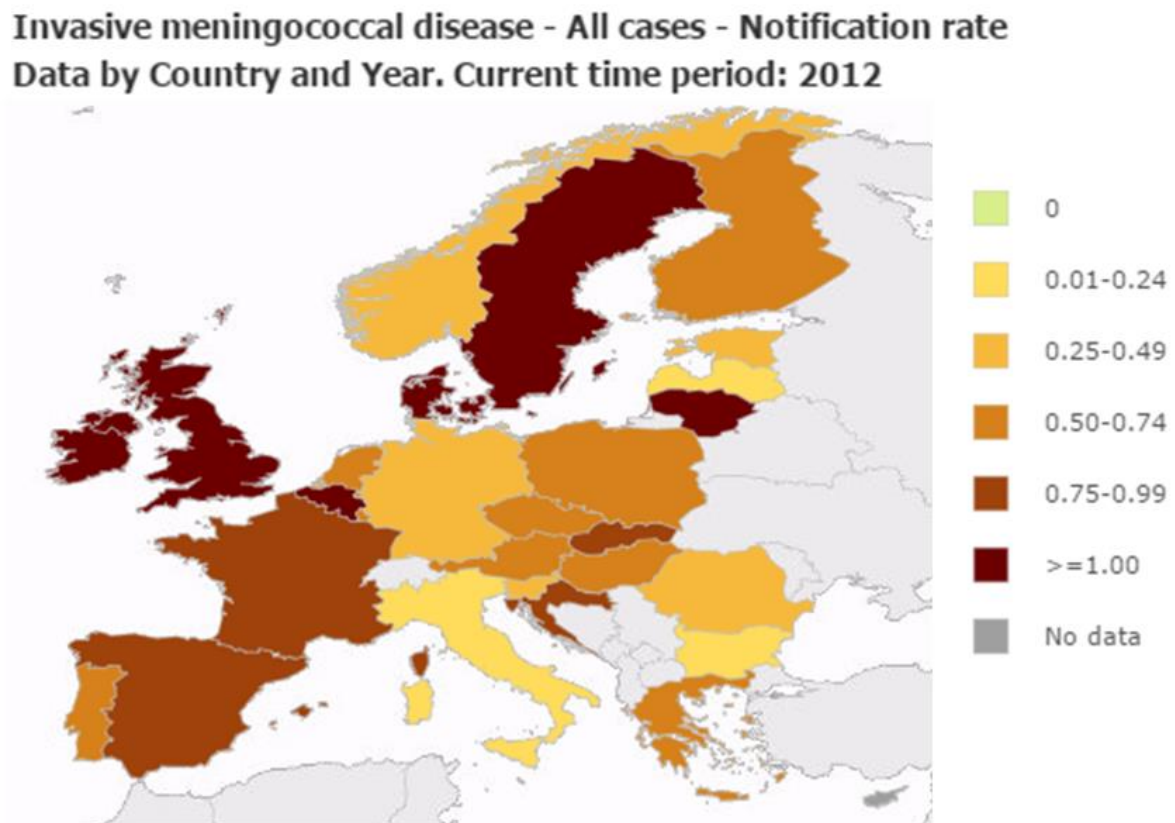 Invasive meningococcal disease - All cases - Notification rate
Data by Country and Year. Current time period: 2012
0
0.01-0.24
0.25-0.49
0.50-0.74
0.75-0.99
>=1.00
No data